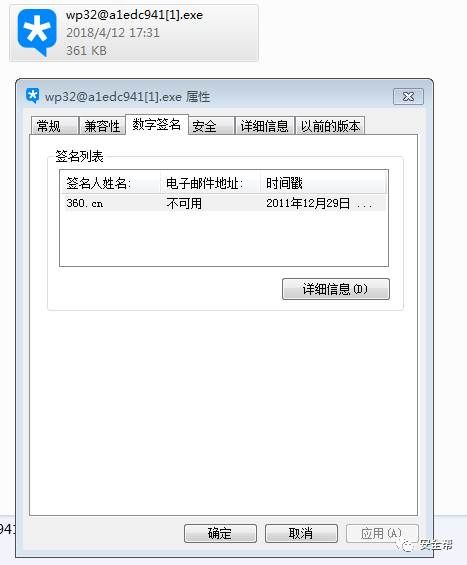 wp32@a1edc941[1].exe
2018/4/12 17:31
361 KB
wp32@a1edc941[1].exe 属性
常规 兼容性 数字签名 安全 详细信息 以前的版本
签名列表
签名人姓名: 电子邮件地址: 时间戳
360.cn 不可用 2011年12月29日 ...
详细信息(D)
941
确定 取消 应用(A)
安全帮